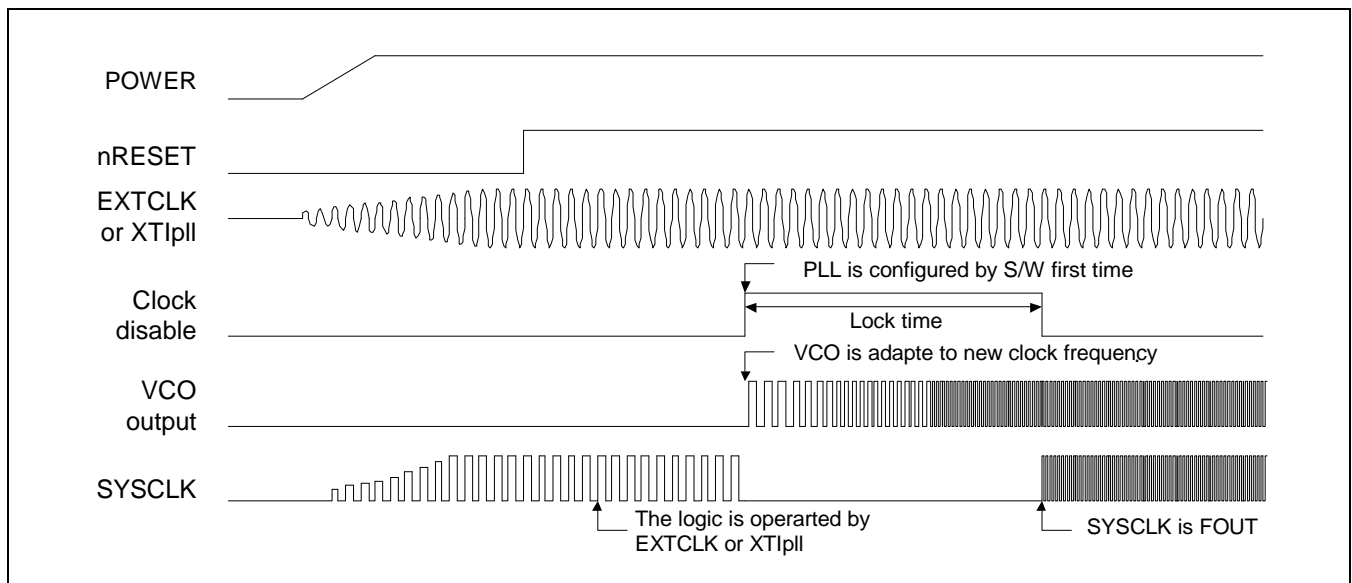 POWER
nRESET
EXTCLK
or XTIpll
PLL is configured by S/W first time
Clock
disable
Lock time
VCO is adapte to new clock frequency
VCO
output
SYSCLK
The logic is operarted by
EXTCLK or XTIpll
SYSCLK is FOUT